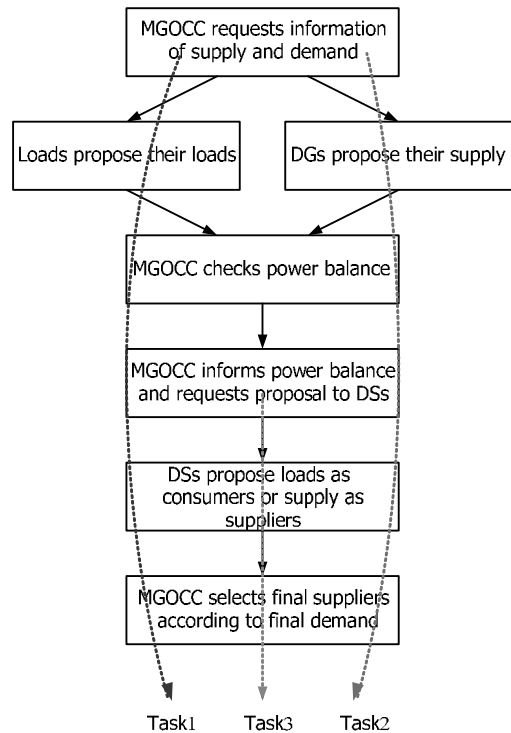 MGOCC requests information
of supply and demand
Loads propose their loads
DGs propose their supply
MGOCC checks power balance
MGOCC informs power balance
and requests proposal to DSs
DSs propose loads as
consumers or supply as
suppliers
MGOCC selects final suppliers
according to final demand
Task1
Task3
Task2